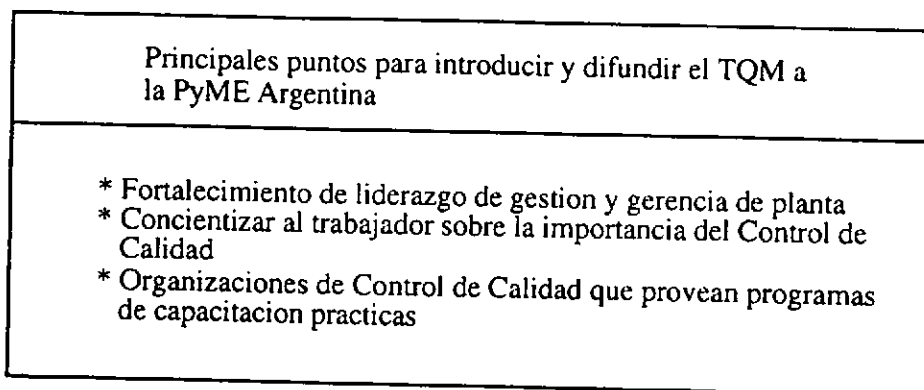 Principales puntos para introducir y difundir el TQM a
la PyME Argentina
* Fortalecimiento de liderazgo de gestion y gerencia de planta
* Concientizar al trabajador sobre la importancia del Control de
Calidad
* Organizaciones de Control de Calidad que provean programas
de capacitacion practicas